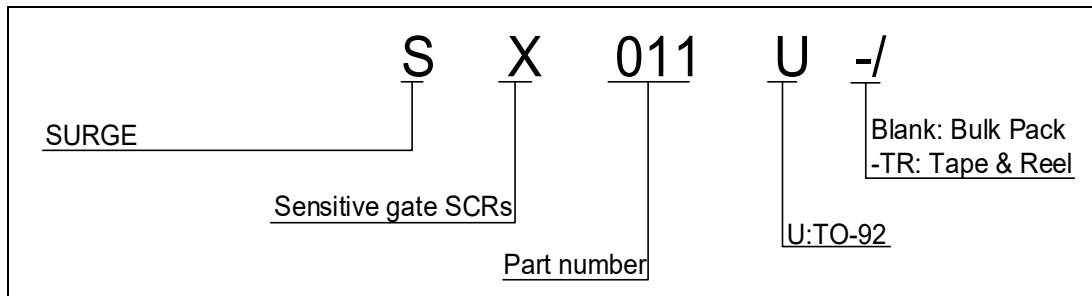 S X 011 U -/
SURGE
Blank: Bulk Pack
-TR: Tape & Reel
Sensitive gate SCRs
U:TO-92
Part number